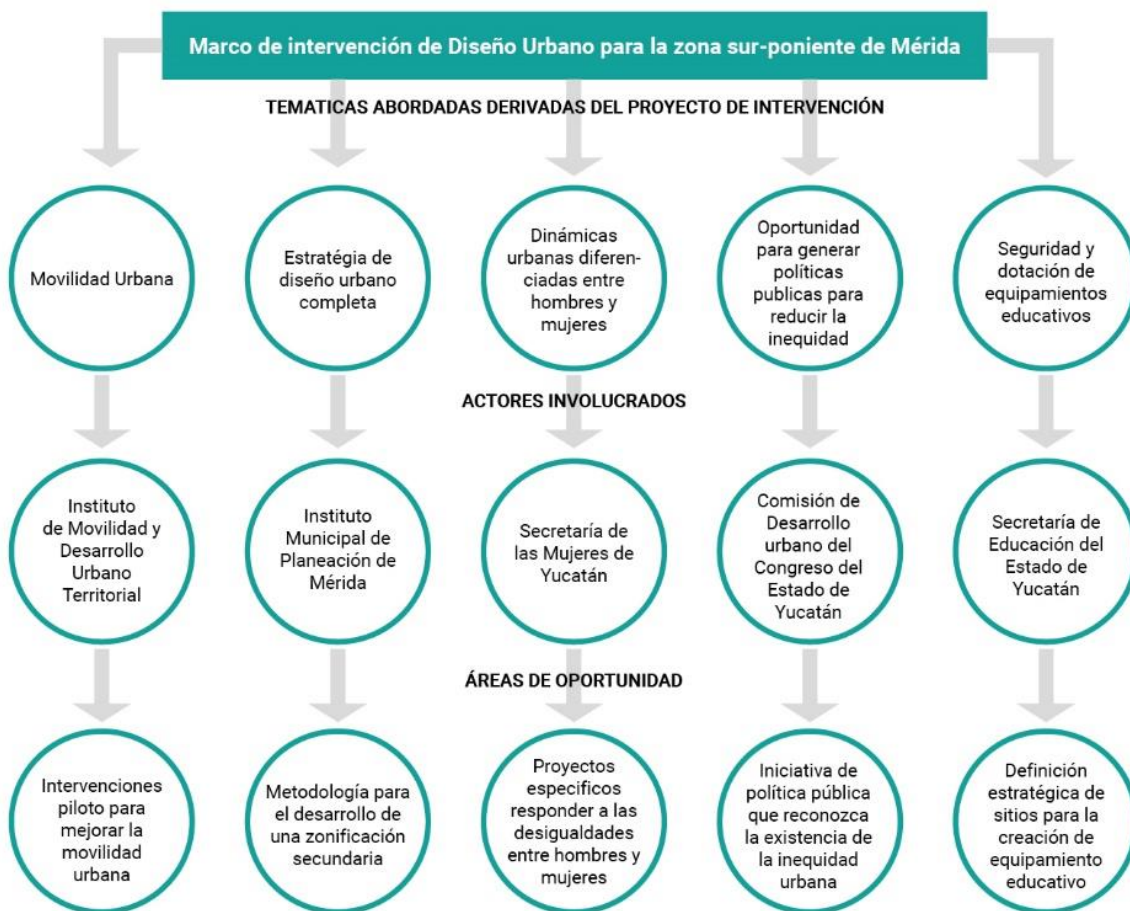 Marco de intervención de Diseño Urbano para la zona sur-poniente de Mérida
TEMATICAS ABORDADAS DERIVADAS DEL PROYECTO DE INTERVENCIÓN
Movilidad Urbana
Estratégia de
diseño urbano
completa
Dinámicas
urbanas diferen-
ciadas entre
hombres y
mujeres
Oportunidad
para generar
políticas
publicas para
reducir la
inequidad
Seguridad y
dotación de
equipamientos
educativos
ACTORES INVOLUCRADOS
Instituto
de Movilidad y
Desarrollo
Urbano
Territorial
Instituto
Municipal de
Planeación de
Mérida
Secretaría de
las Mujeres de
Yucatán
Comisión de
Desarrollo
urbano del
Congreso del
Estado de
Yucatán
Secretaría de
Educación del
Estado de
Yucatán
ÁREAS DE OPORTUNIDAD
Intervenciones
piloto para
mejorar la
movilidad
urbana
Metodología para
el desarrollo de
una zonificación
secundaria
Proyectos
especificos
responder a las
desigualdades
entre hombres y
mujeres
Iniciativa de
política pública
que reconozca
la existencia de
la inequidad
urbana
Definición
estratégica de
sitios para la
creación de
equipamiento
educativo